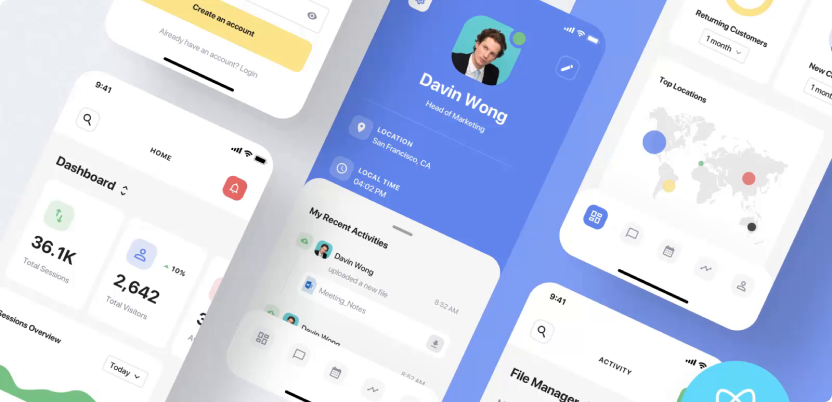 Create an account
Already have an account? Login
9:41
HOME
Dashboard
36.1K
Total Sessions
10%
2,642
Total Visitors
Sessions Overview
Today
Davin Wong
Head of Marketing
LOCATION
San Francisco, CA
LOCAL TIME
04:02 PM
My Recent Activities
Davin Wong
uploaded a new file
8:52 AM
Meeting_Notes
Davin Wong
8:52 AM
Returning Customers
1 month
New C
1 month
Top Locations
9:41
ACTIVITY
File Manager